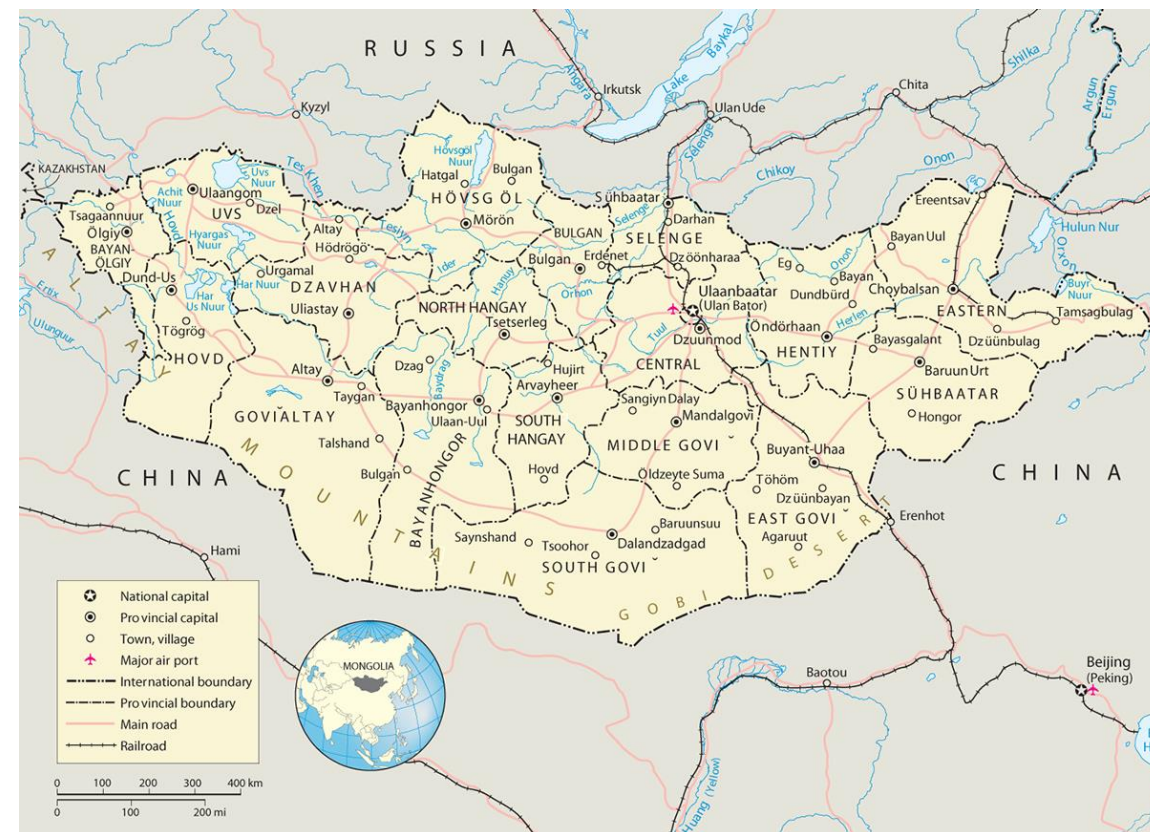 RUSSIA
Lake Baykal
Angara
Irkutsk
Ulan Ude
Selenge
Chita
Shilka
Argun
Ergun
Kyzyl
Chikoy
Onon
KAZAKHSTAN
Tsagaannuur
Ölgiy
BAYAN-
ÖLGIY
Achit
Nuur
Hovd
Ulaangom
UVS
Uvs
Nuur
Dzel
Tes Khem
Hyargas
Nuur
Altay
Tesiyn
Hödrögö
Hövsgöl
Nuur
Hatgal
Bulgan
HÖVSGÖL
Mörön
Sühbaatar
Selenge
Darhan
BULGAN
SELENGE
Bulgan
Erdenet
Dzöönharaa
Ider
Hanuy
Orhon
Ereentsav
Hulun Nur
Orxon
Buyr
Nuur
Bayan Uul
Onon
Eg
Bayan
Dundbürd
Choybalsan
EASTERN
Tamsagbulag
Dzüünbulag
Dund-Us
Har
Us Nuur
Har Nuur
Urgamal
DZAVHAN
Uliastay
Tögrög
HOVD
Ertix
Ulungur
NORTH HANGAY
Tsetserleg
Ulaanbaatar
(Ulan Bator)
Dzuunmod
Tuul
CENTRAL
Öndörhaan
Herlen
HENTIY
Bayasgalant
Baruun Urt
SÜHBAATAR
Hongor
Altay
Taygan
GOVIALTAY
Talshand
Bulgan
Dzag
Baydrag
Bayanhongor
Ulaan-Uul
BAYANHONGOR
Hujirt
Arvayheer
SOUTH
HANGAY
Hovd
Sangiyn Dalay
Mandalgovi
MIDDLE GOVI
Öldzeyte Suma
Buyant-Uhaa
Töhöm
Dzüünbayan
EAST GOVI
Agaruut
Erenhot
Saynshand
Tsoohor
Baruunsuu
Dalandzadgad
SOUTH GOVI
ALTAY MOUNTAINS
GOBI DESERT
CHINA
CHINA
Hami
Baotou
Huang (Yellow)
Beijing
(Peking)
National capital
Provincial capital
Town, village
Major air port
International boundary
Provincial boundary
Main road
Railroad
MONGOLIA
0 100 200 300 400 km
0 100 200 mi